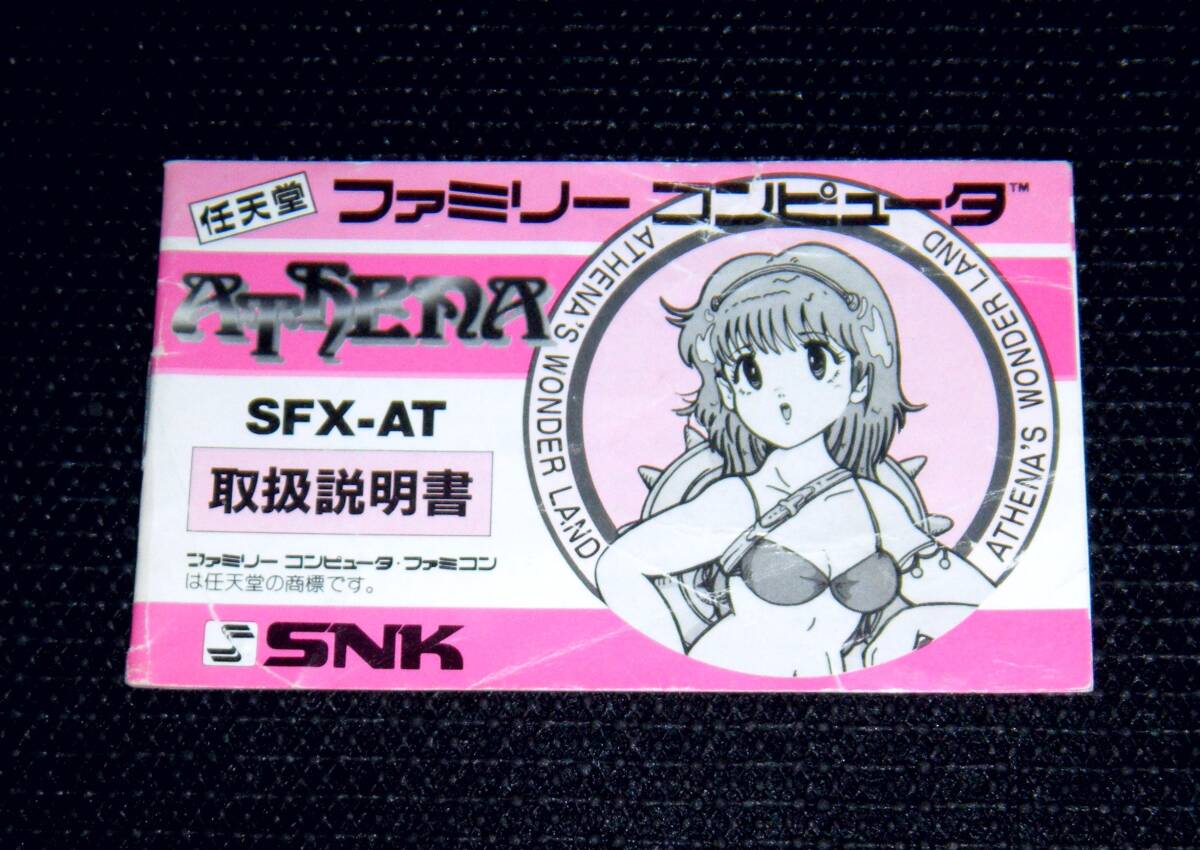 任天堂 ファミリー コンピュータ™
ATHENA
ATHENA'S WONDER LAND
ATHENA'S WONDER LAND
SFX-AT
取扱説明書
ファミリー コンピュータ・ファミコン
は任天堂の商標です。
S SNK